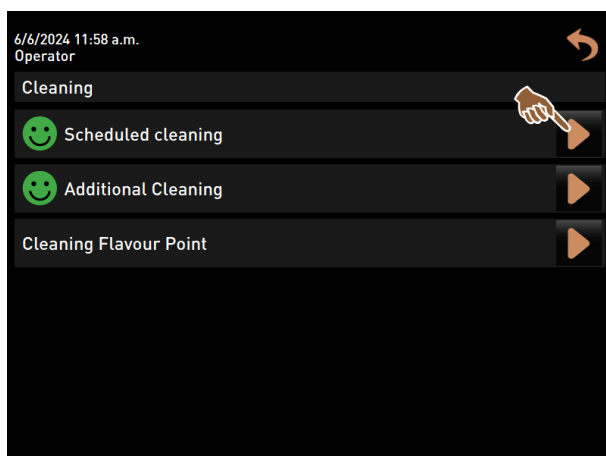 6/6/2024 11:58 a.m.
Operator
Cleaning
Scheduled cleaning
Additional Cleaning
Cleaning Flavour Point